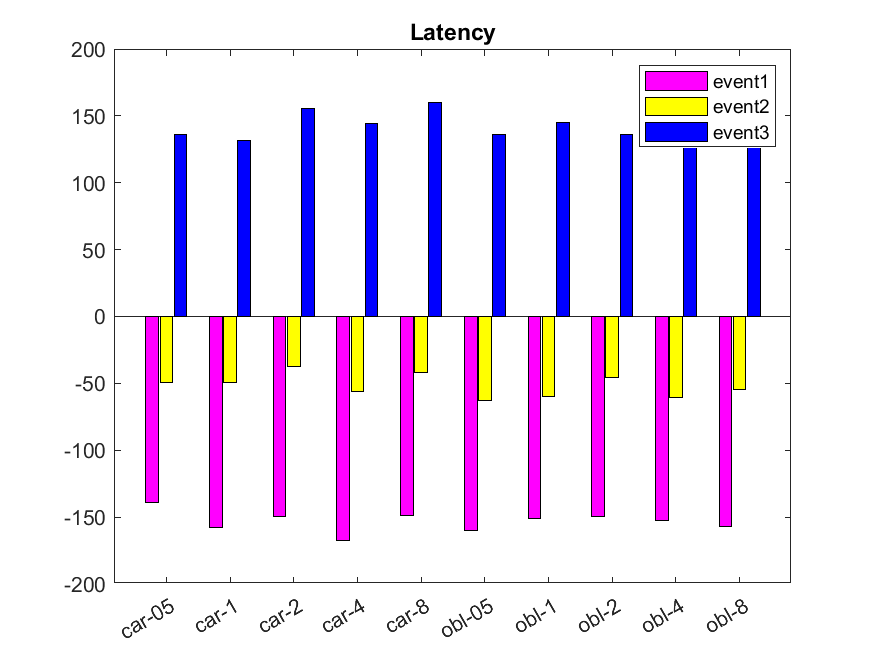 Latency
200
150
100
50
0
-50
-100
-150
-200
event1
event2
event3
car-05
car-1
car-2
car-4
car-8
obl-05
obl-1
obl-2
obl-4
obl-8